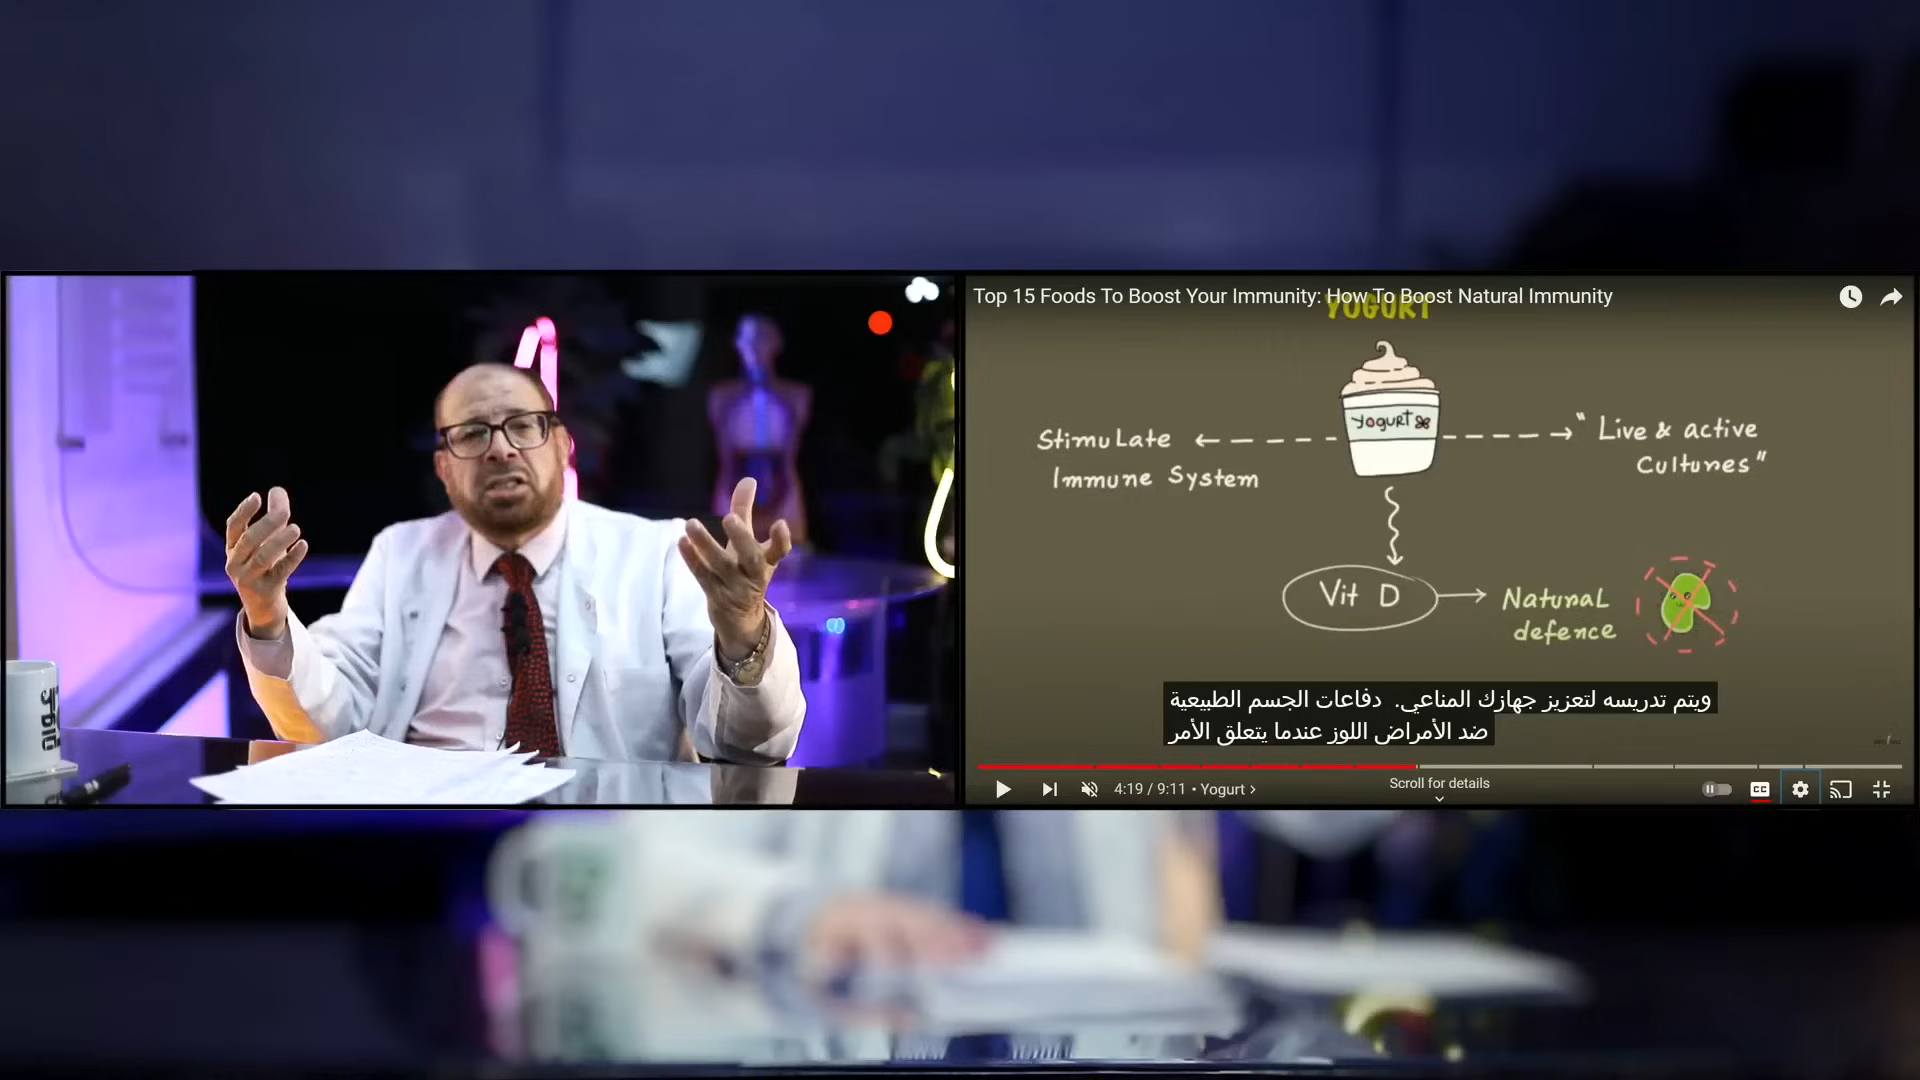 Top 15 Foods To Boost Your Immunity: How To Boost Natural Immunity
YOGURT
yogurt
Stimulate
Immune System
"Live & active
Cultures"
Vit D
Natural
defence
ويتم تدريسه لتعزيز جهازك المناعي. دفاعات الجسم الطبيعية
ضد الأمراض اللوز عندما يتعلق الأمر
4:19 / 9:11 • Yogurt >
Scroll for details
CC